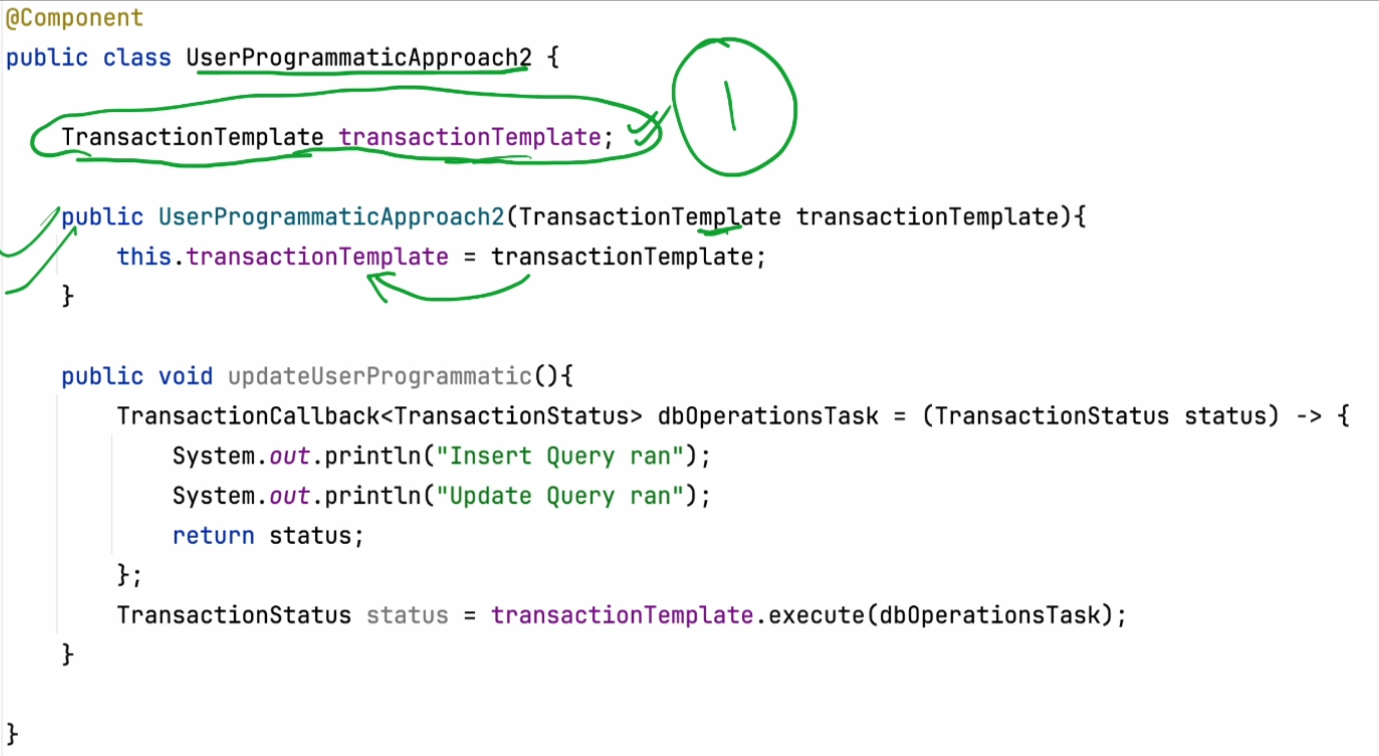 @Component
public class UserProgrammaticApproach2 {
TransactionTemplate transactionTemplate;
1
public UserProgrammaticApproach2(TransactionTemplate transactionTemplate){
this.transactionTemplate = transactionTemplate;
}
public void updateUserProgrammatic(){
TransactionCallback<TransactionStatus> dbOperationsTask = (TransactionStatus status) -> {
System.out.println("Insert Query ran");
System.out.println("Update Query ran");
return status;
};
TransactionStatus status = transactionTemplate.execute(dbOperationsTask);
}
}